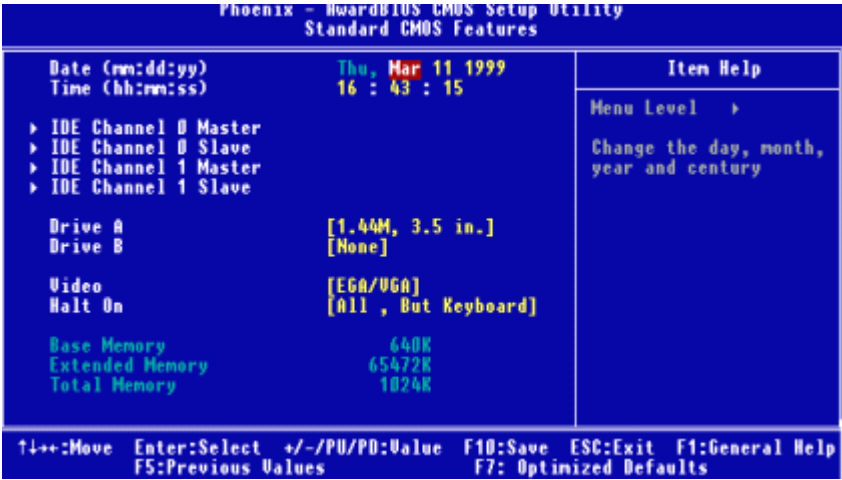 Phoenix - AwardBIOS CMOS Setup Utility
Standard CMOS Features
Date (mm:dd:yy) Thu, Mar 11 1999
Time (hh:mm:ss) 16 : 43 : 15
IDE Channel 0 Master
IDE Channel 0 Slave
IDE Channel 1 Master
IDE Channel 1 Slave
Drive A [1.44M, 3.5 in.]
Drive B [None]
Video [EGA/VGA]
Halt On [All , But Keyboard]
Base Memory 640K
Extended Memory 65472K
Total Memory 1024K
Item Help
Menu Level ▸
Change the day, month,
year and century
↑↓→←:Move Enter:Select +/-/PU/PD:Value F10:Save ESC:Exit F1:General Help
F5:Previous Values F7: Optimized Defaults